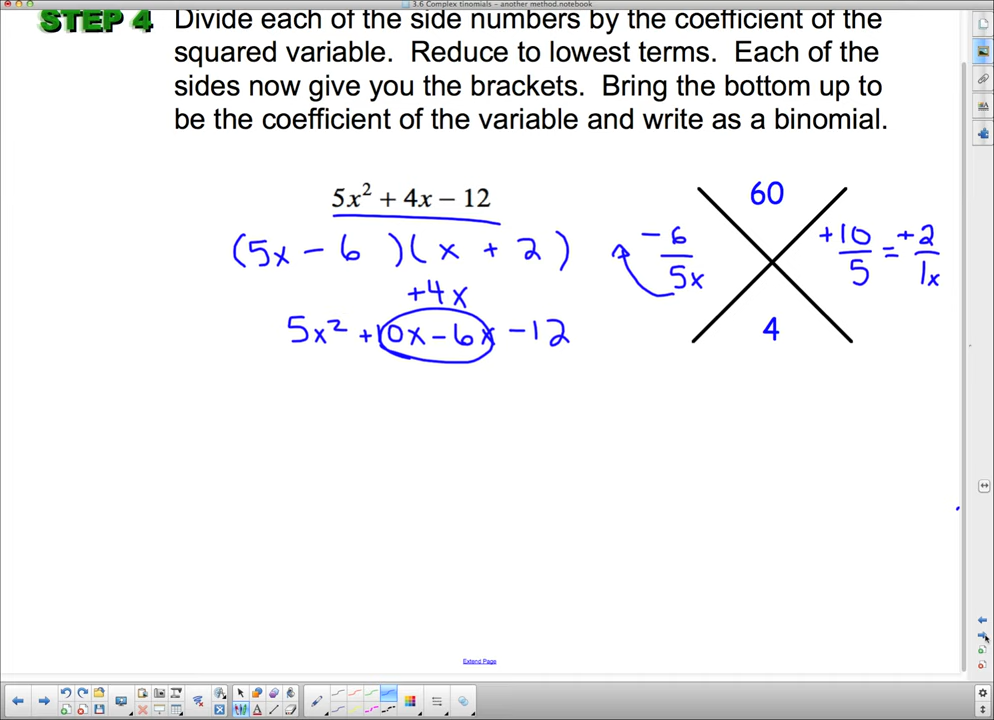 3.6 Complex tinomials – another method.notebook
STEP 4
Divide each of the side numbers by the coefficient of the
squared variable. Reduce to lowest terms. Each of the
sides now give you the brackets. Bring the bottom up to
be the coefficient of the variable and write as a binomial.
5x² + 4x − 12
(5x − 6 )( x + 2 )
+4x
5x² +10x − 6x − 12
60
−6/5x
+10/5 = +2/1x
4
Extend Page